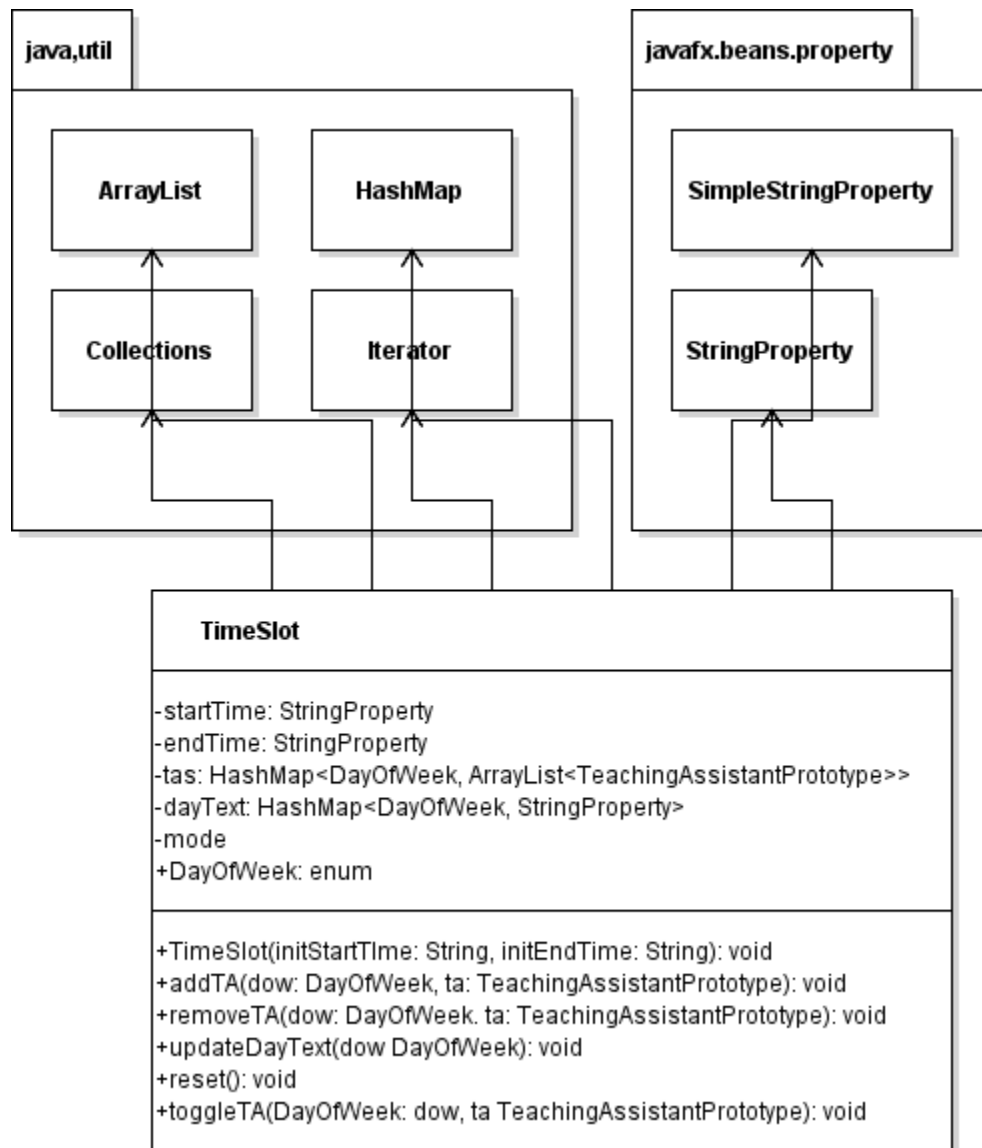 java,util
javafx.beans.property
ArrayList
HashMap
SimpleStringProperty
Collections
Iterator
StringProperty
TimeSlot
-startTime: StringProperty
-endTime: StringProperty
-tas: HashMap<DayOfWeek, ArrayList<TeachingAssistantPrototype>>
-dayText: HashMap<DayOfWeek, StringProperty>
-mode
+DayOfWeek: enum
+TimeSlot(initStartTIme: String, initEndTime: String): void
+addTA(dow: DayOfWeek, ta: TeachingAssistantPrototype): void
+removeTA(dow: DayOfWeek. ta: TeachingAssistantPrototype): void
+updateDayText(dow DayOfWeek): void
+reset(): void
+toggleTA(DayOfWeek: dow, ta TeachingAssistantPrototype): void